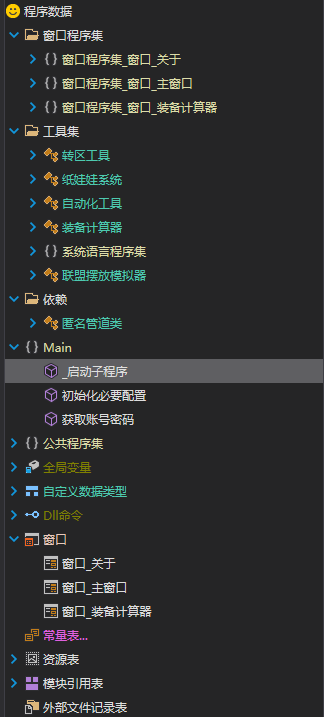 程序数据
窗口程序集
{ } 窗口程序集_窗口_关于
{ } 窗口程序集_窗口_主窗口
{ } 窗口程序集_窗口_装备计算器
工具集
转区工具
纸娃娃系统
自动化工具
装备计算器
{ } 系统语言程序集
联盟摆放模拟器
依赖
匿名管道类
{ } Main
_启动子程序
初始化必要配置
获取账号密码
{ } 公共程序集
全局变量
自定义数据类型
Dll命令
窗口
窗口_关于
窗口_主窗口
窗口_装备计算器
常量表...
资源表
模块引用表
外部文件记录表